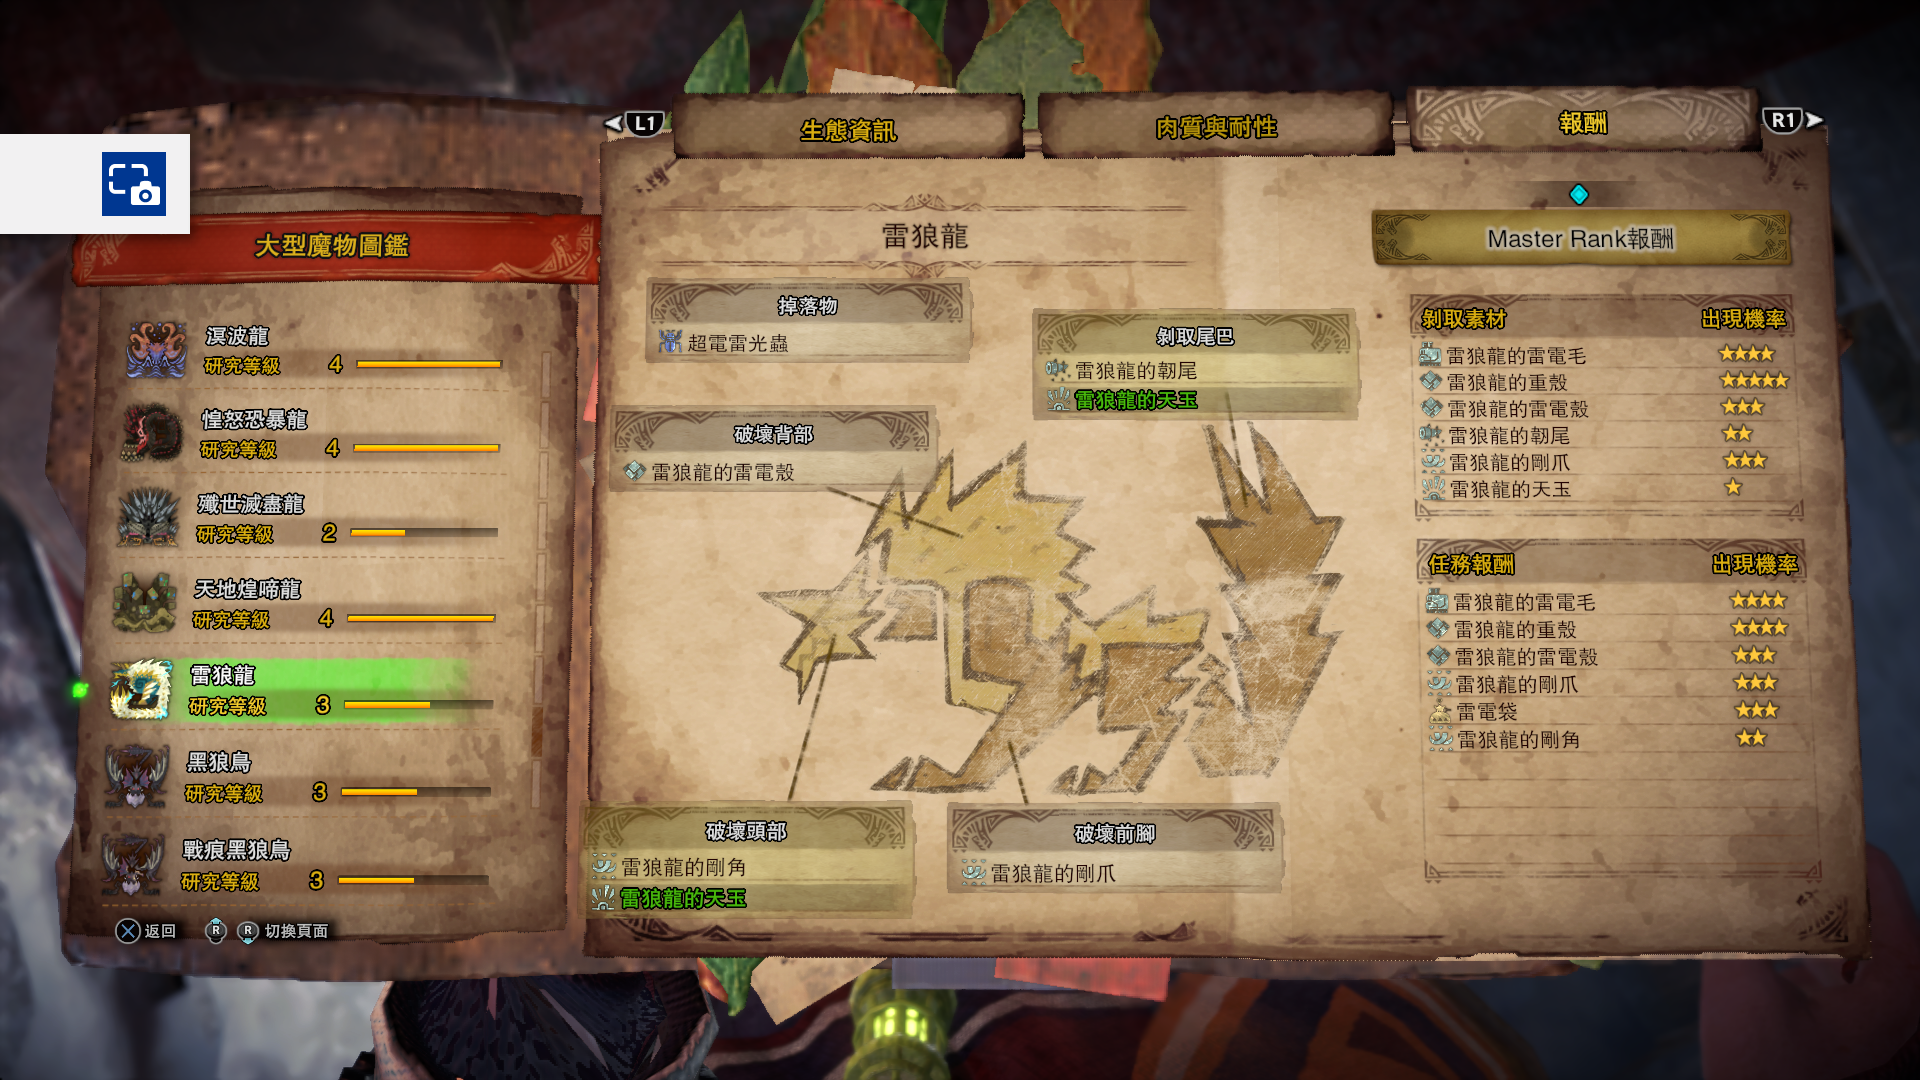 L1
生態資訊
肉質與耐性
報酬
R1
大型魔物圖鑑
溟波龍
研究等級 4
惶怒恐暴龍
研究等級 4
殲世滅盡龍
研究等級 2
天地煌啼龍
研究等級 4
雷狼龍
研究等級 3
黑狼鳥
研究等級 3
戰痕黑狼鳥
研究等級 3
返回 R R 切換頁面
雷狼龍
掉落物
超電雷光蟲
剝取尾巴
雷狼龍的韌尾
雷狼龍的天玉
破壞背部
雷狼龍的雷電殼
破壞頭部
雷狼龍的剛角
雷狼龍的天玉
破壞前腳
雷狼龍的剛爪
Master Rank報酬
剝取素材 出現機率
雷狼龍的雷電毛 ★★★★
雷狼龍的重殼 ★★★★★
雷狼龍的雷電殼 ★★★
雷狼龍的韌尾 ★★
雷狼龍的剛爪 ★★★
雷狼龍的天玉 ★
任務報酬 出現機率
雷狼龍的雷電毛 ★★★★
雷狼龍的重殼 ★★★★
雷狼龍的雷電殼 ★★★
雷狼龍的剛爪 ★★★
雷電袋 ★★★
雷狼龍的剛角 ★★